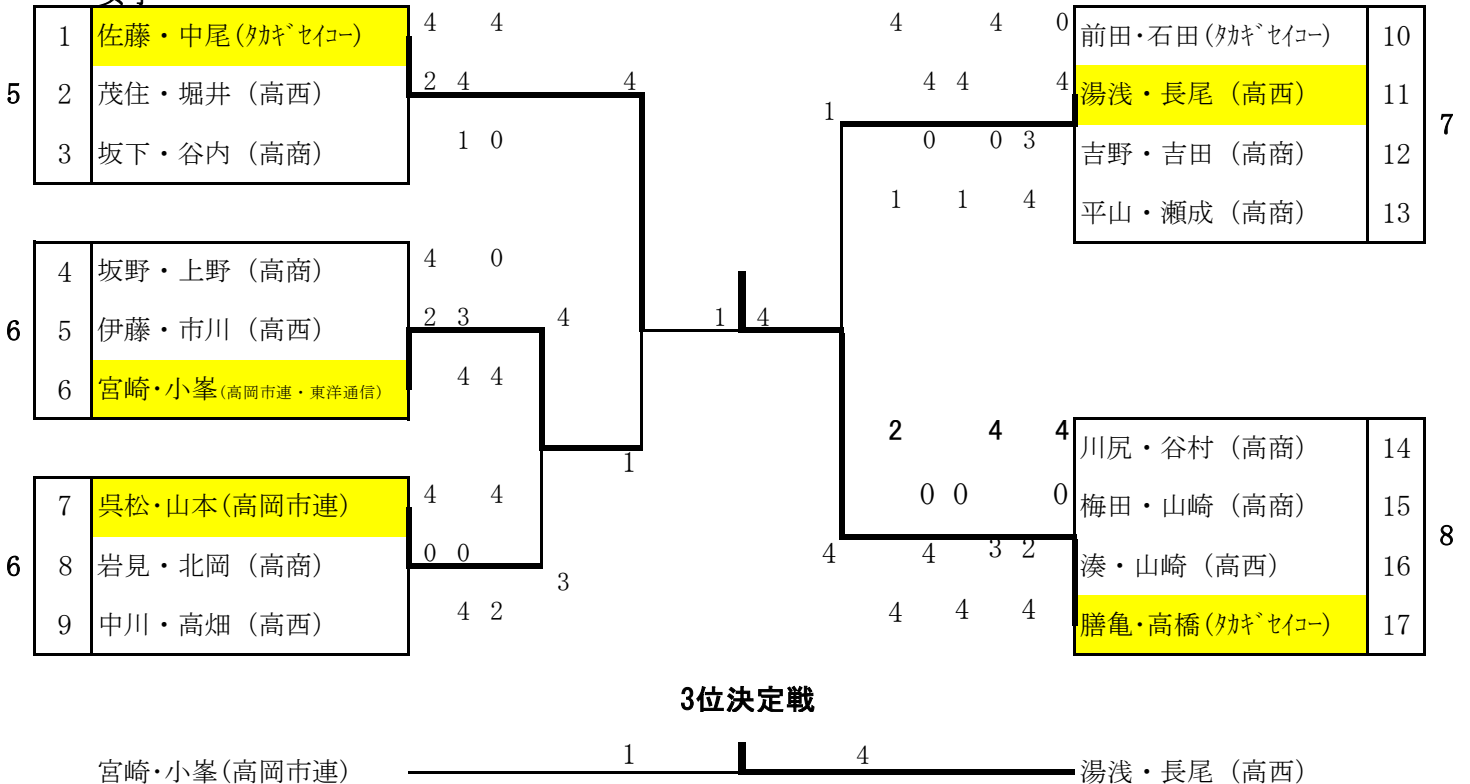 1 佐藤・中尾(ﾀｶｷﾞｾｲｺｰ) 4 4
5 2 茂住・堀井 (高西) 2 4 4
3 坂下・谷内 (高商) 1 0
4 坂野・上野 (高商) 4 0
6 5 伊藤・市川 (高西) 2 3 4
6 宮崎・小峯(高岡市連・東洋通信) 4 4
1
7 呉松・山本(高岡市連) 4 4
6 8 岩見・北岡 (高商) 0 0
3
9 中川・高畑 (高西) 4 2
1 4
4 4 0 前田・石田(ﾀｶｷﾞｾｲｺｰ) 10
4 4 4 湯浅・長尾 (高西) 11
1 7
0 0 3 吉野・吉田 (高商) 12
1 1 4 平山・瀬成 (高商) 13
2 4 4 川尻・谷村 (高商) 14
0 0 0 梅田・山崎 (高商) 15
8
4 4 3 2 湊・山崎 (高西) 16
4 4 4 膳亀・高橋(ﾀｶｷﾞｾｲｺｰ) 17
3位決定戦
宮崎・小峯(高岡市連) 1 4 湯浅・長尾 (高西)